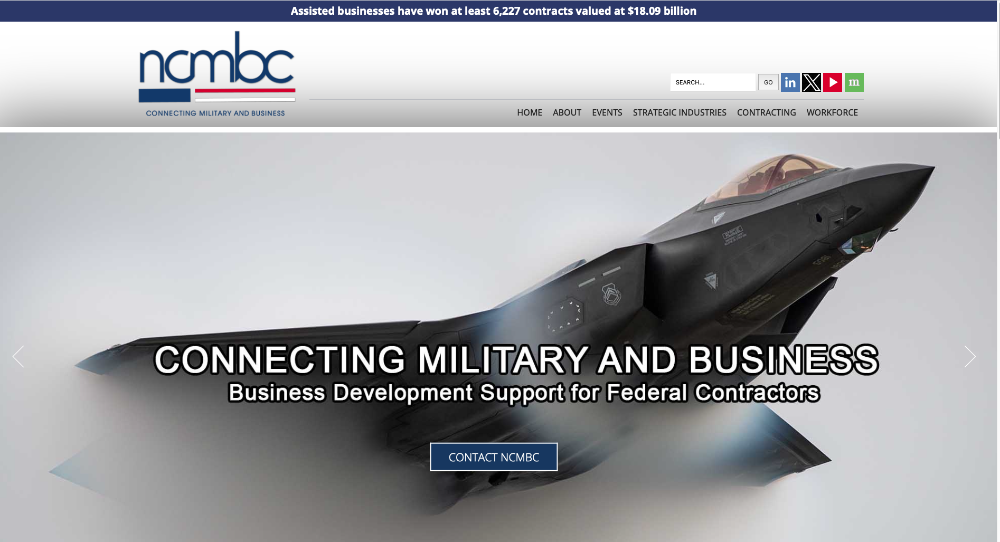 Assisted businesses have won at least 6,227 contracts valued at $18.09 billion
ncmbc
CONNECTING MILITARY AND BUSINESS
SEARCH...
GO
in
X
m
HOME ABOUT EVENTS STRATEGIC INDUSTRIES CONTRACTING WORKFORCE
RESCUE
CONNECTING MILITARY AND BUSINESS
Business Development Support for Federal Contractors
CONTACT NCMBC